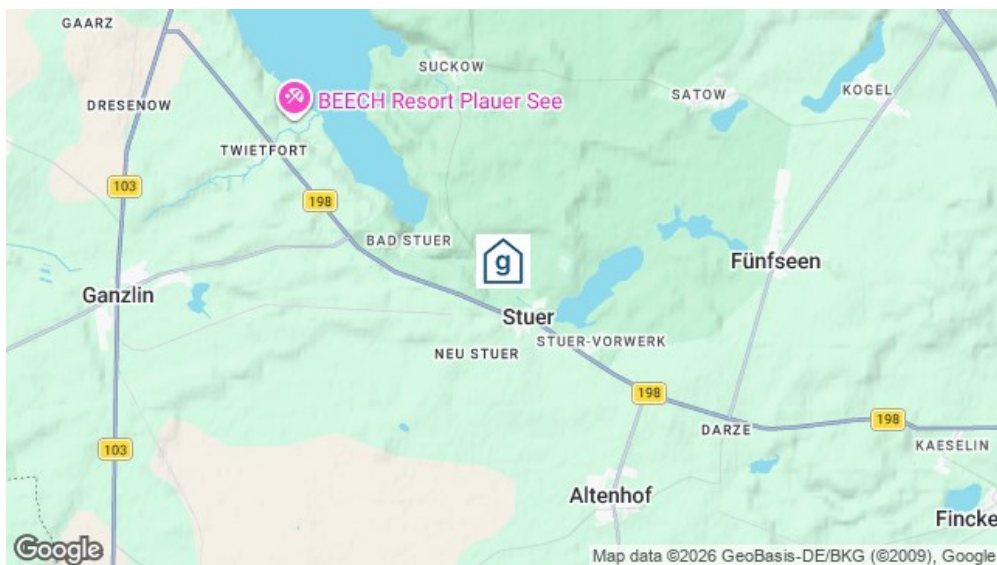 GAARZ
SUCKOW
BEECH Resort Plauer See
SATOW
KOGEL
DRESENOW
TWIETFORT
103
198
BAD STUER
g
Fünfseen
Ganzlin
Stuer
STUER-VORWERK
NEU STUER
198
198
DARZE
103
KAESELIN
Altenhof
Fincke
Google
Map data ©2026 GeoBasis-DE/BKG (©2009), Google